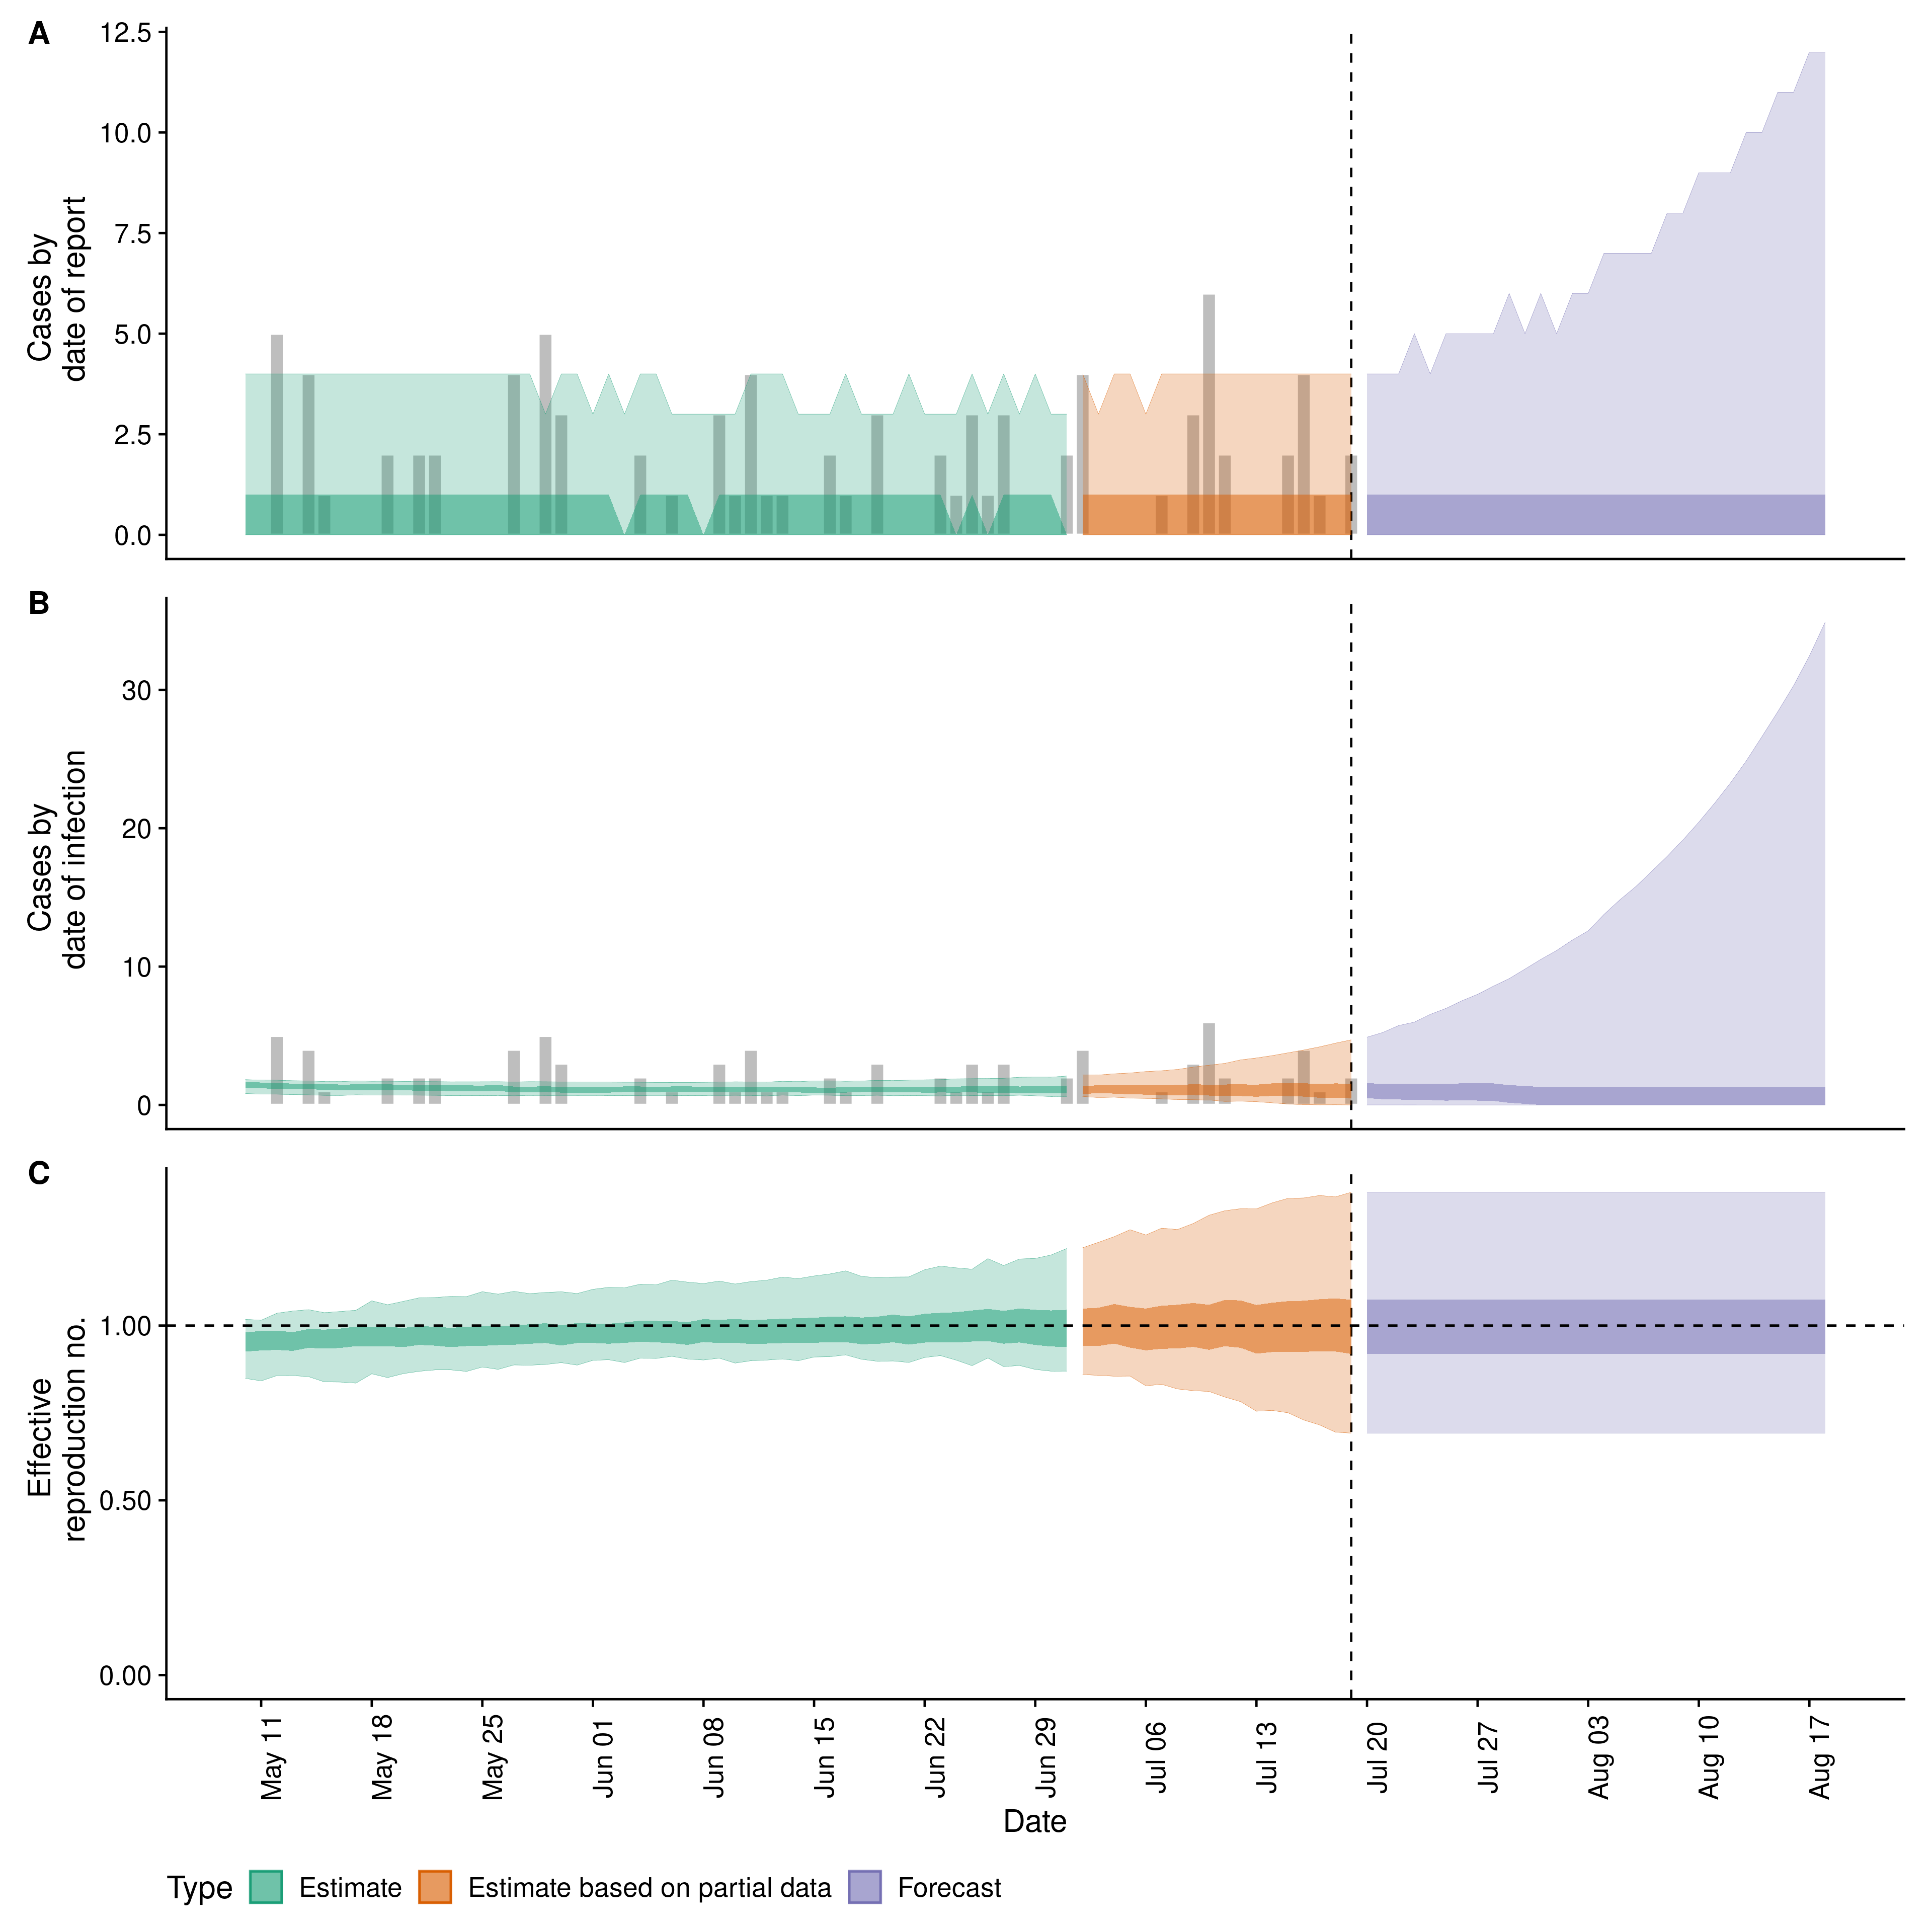 A
Cases by
date of report
12.5
10.0
7.5
5.0
2.5
0.0
B
Cases by
date of infection
30
20
10
0
C
Effective
reproduction no.
1.00
0.50
0.00
May 11
May 18
May 25
Jun 01
Jun 08
Jun 15
Jun 22
Jun 29
Jul 06
Jul 13
Jul 20
Jul 27
Aug 03
Aug 10
Aug 17
Date
Type Estimate Estimate based on partial data Forecast